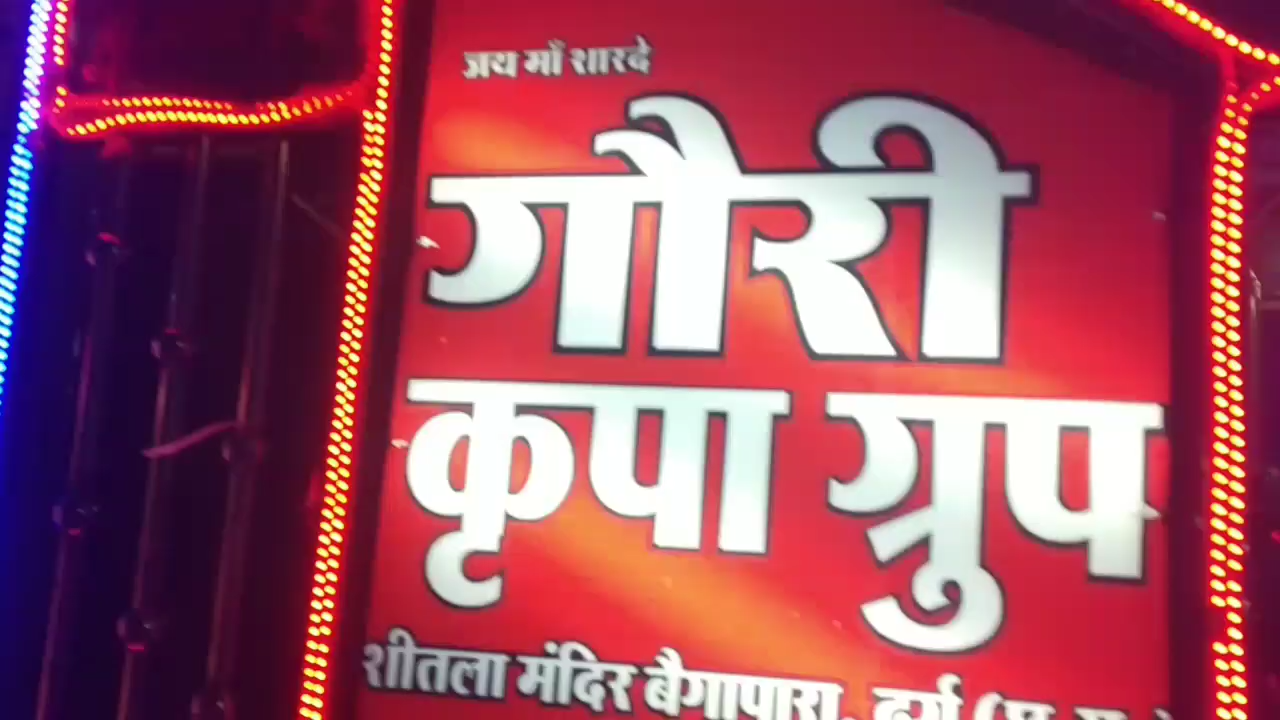 जय माँ शारदे
गौरी
कृपा ग्रुप
शीतला मंदिर बैगापारा,